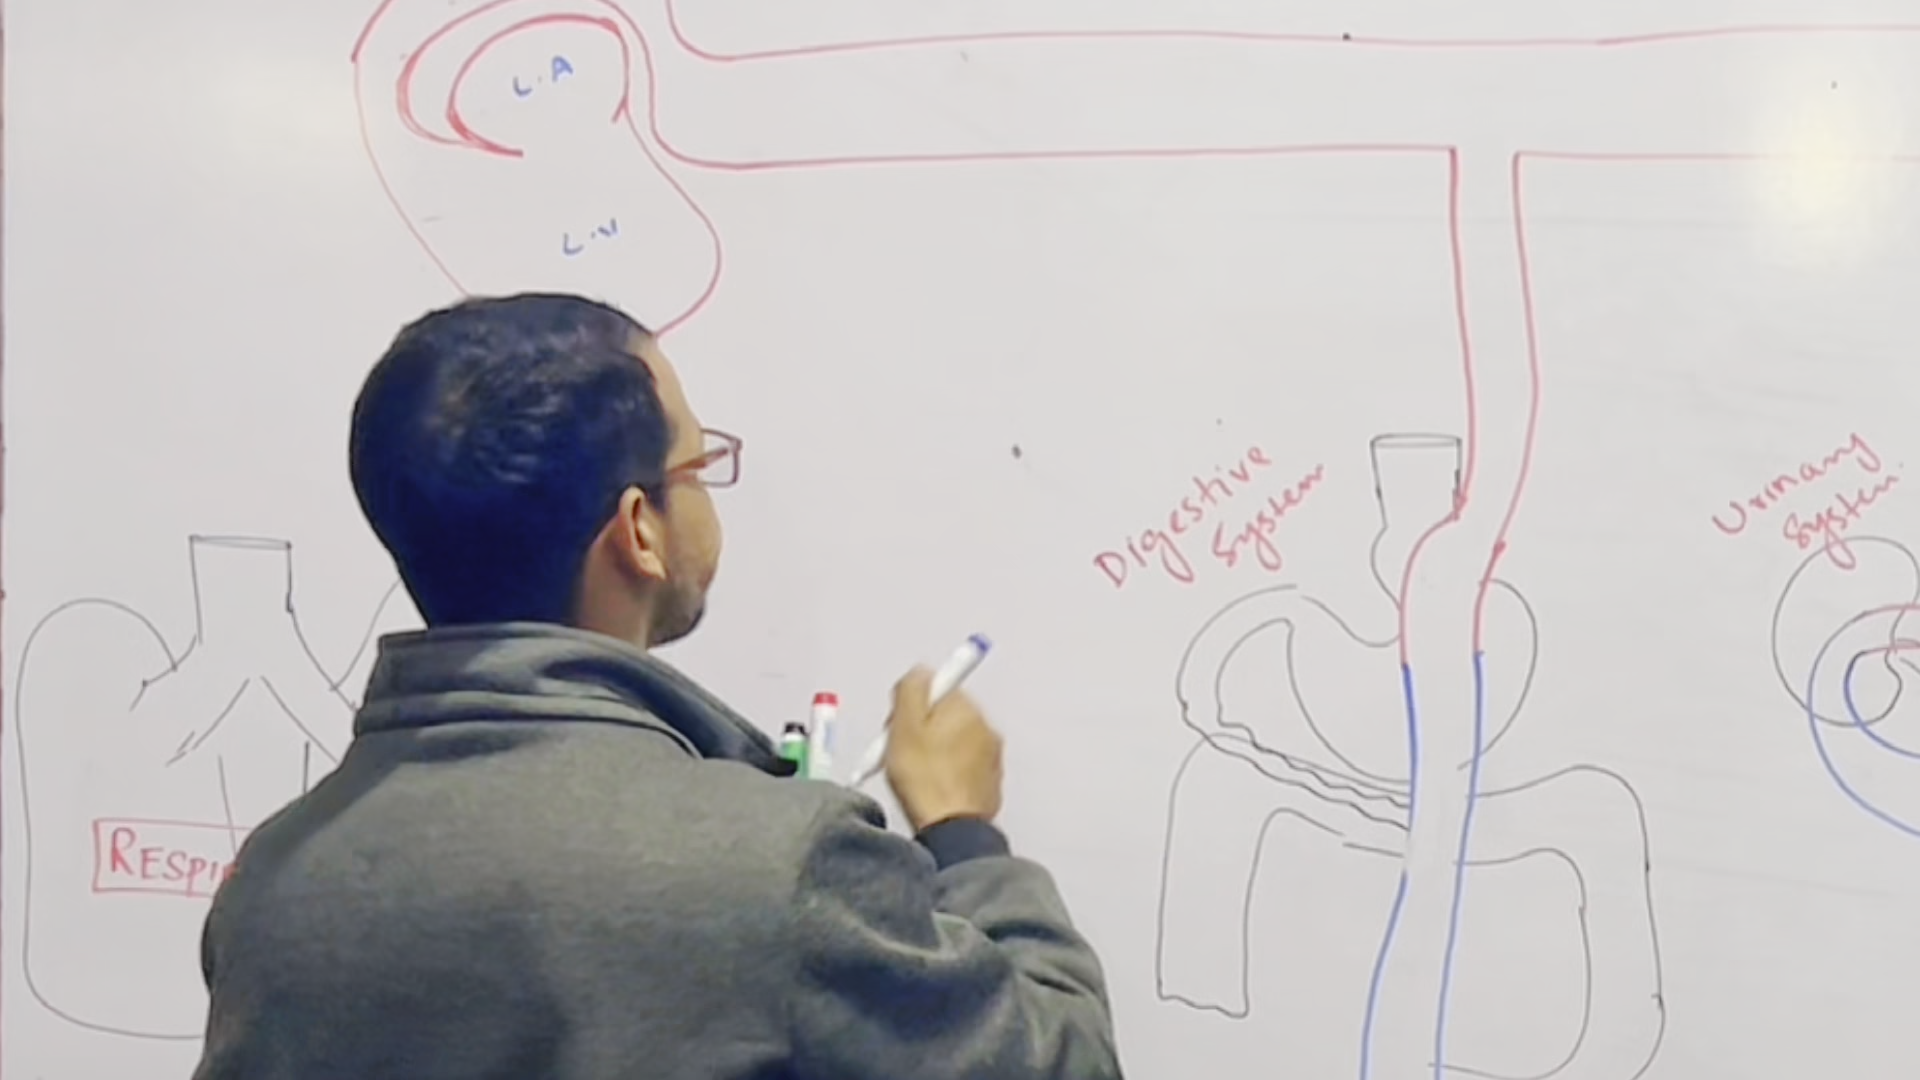 L.A
L.V
Digestive
System
Urinary
System
RESPI